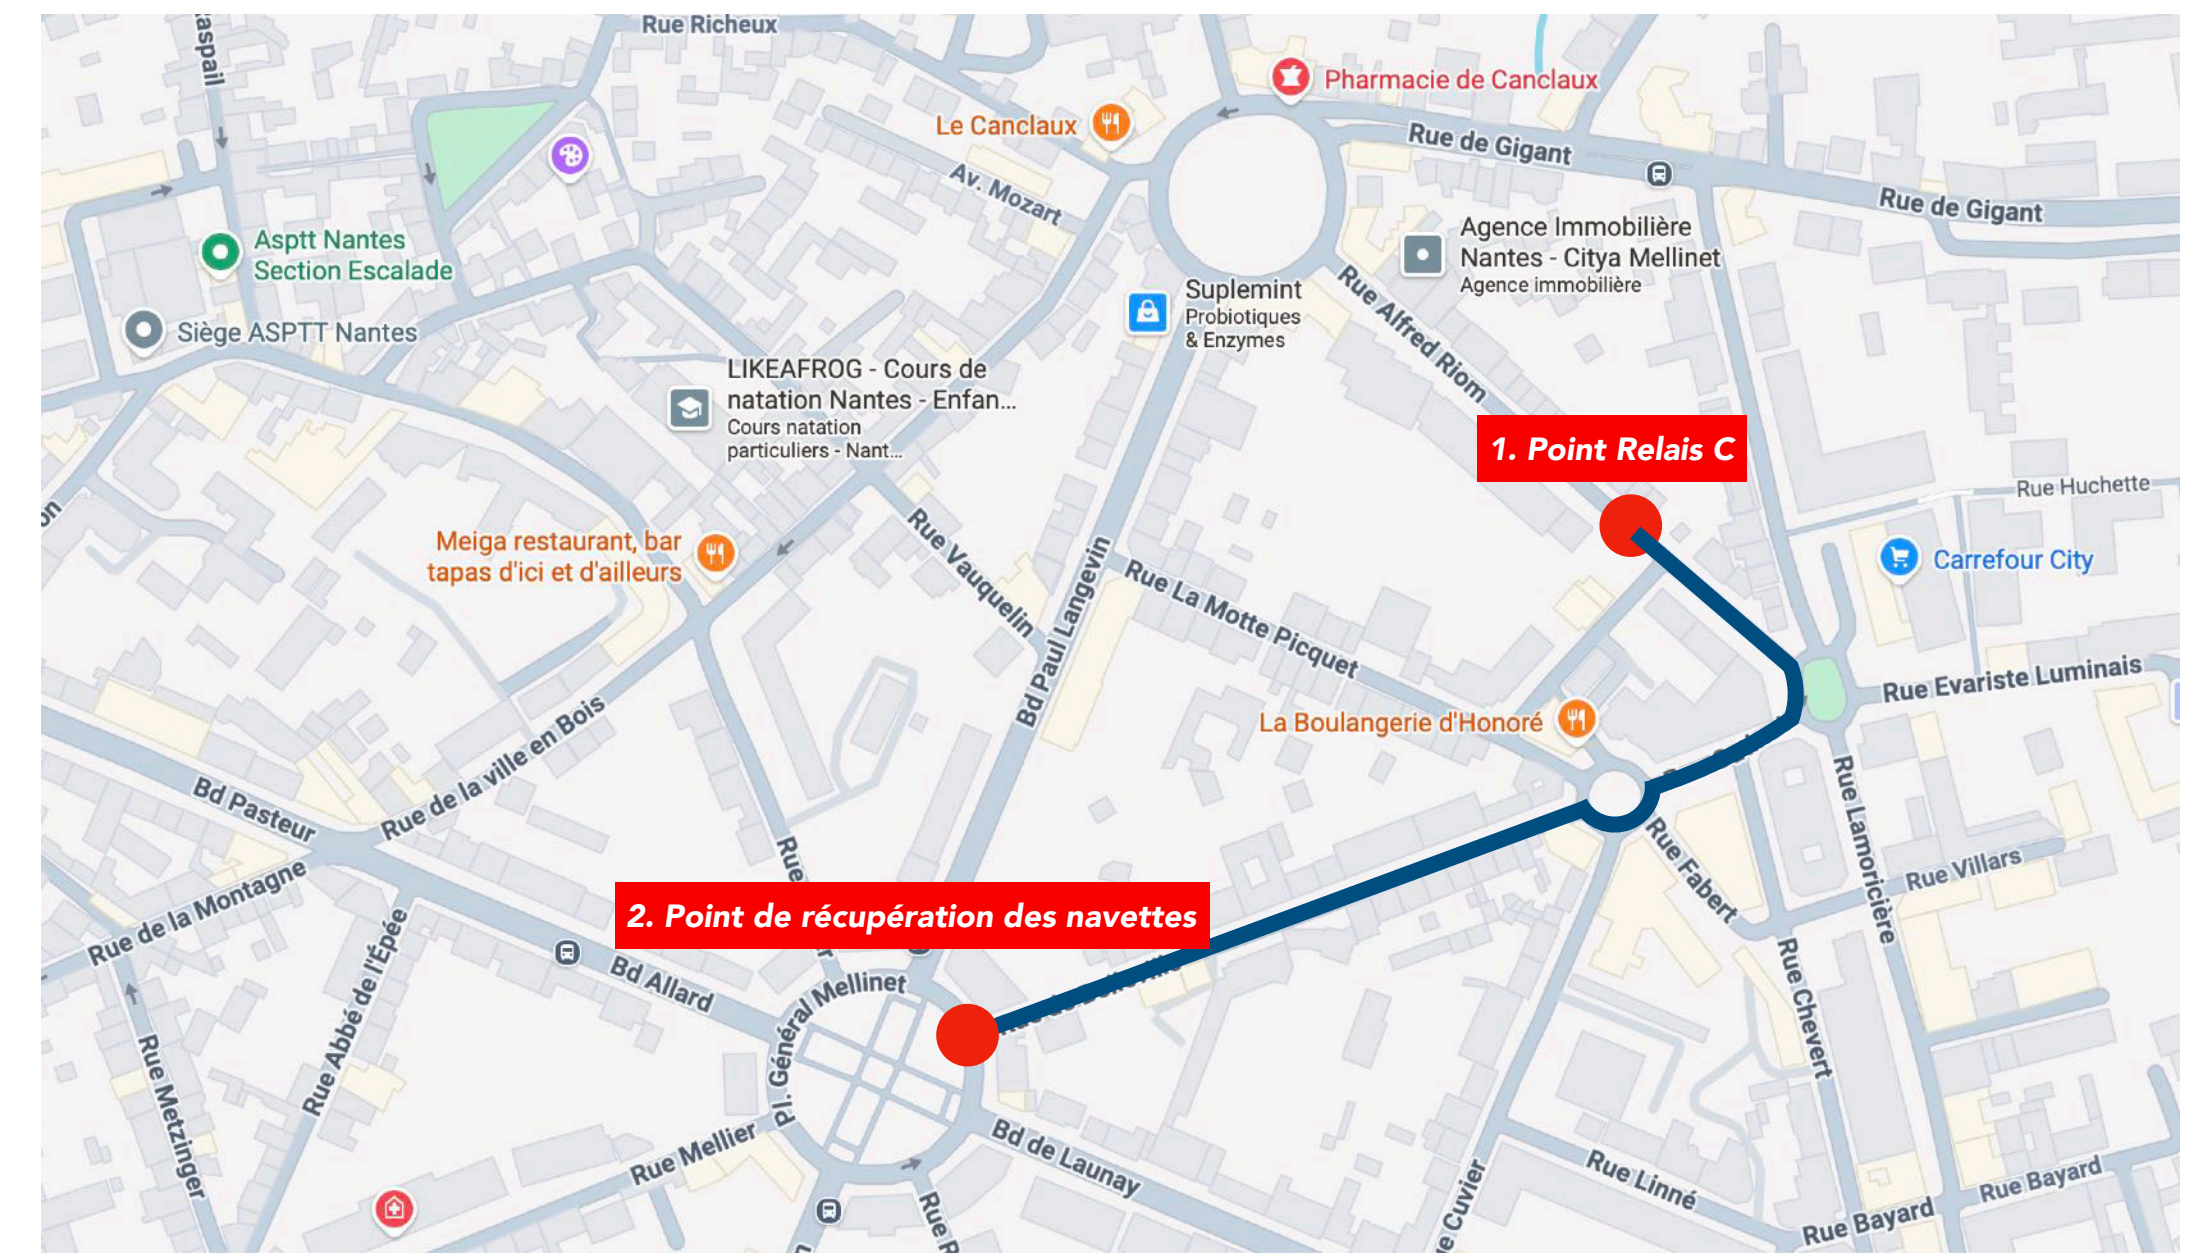 Raspail
Rue Richeux
Pharmacie de Canclaux
Le Canclaux
Rue de Gigant
Av. Mozart
Rue de Gigant
Asptt Nantes
Section Escalade
Agence Immobilière
Nantes - Citya Mellinet
Agence immobilière
Siège ASPTT Nantes
Suplemint
Probiotiques
& Enzymes
Rue Alfred Riom
LIKEAFROG - Cours de
natation Nantes - Enfan...
Cours natation
particuliers - Nant...
1. Point Relais C
Rue Huchette
Meiga restaurant, bar
tapas d'ici et d'ailleurs
Rue Vauquelin
Bd Paul Langevin
Rue La Motte Picquet
Carrefour City
Rue Evariste Luminais
La Boulangerie d'Honoré
Rue de la ville en Bois
Bd Pasteur
Rue Lamoricière
Rue Fabert
Rue Villars
Rue
2. Point de récupération des navettes
Rue de la Montagne
Rue Abbé de l'Épée
Bd Allard
Pl. Général Mellinet
Rue Chevert
Rue Metzinger
Rue Mellier
Bd de Launay
Rue Cuvier
Rue Linné
Rue Bayard
Rue Bayard
Rue